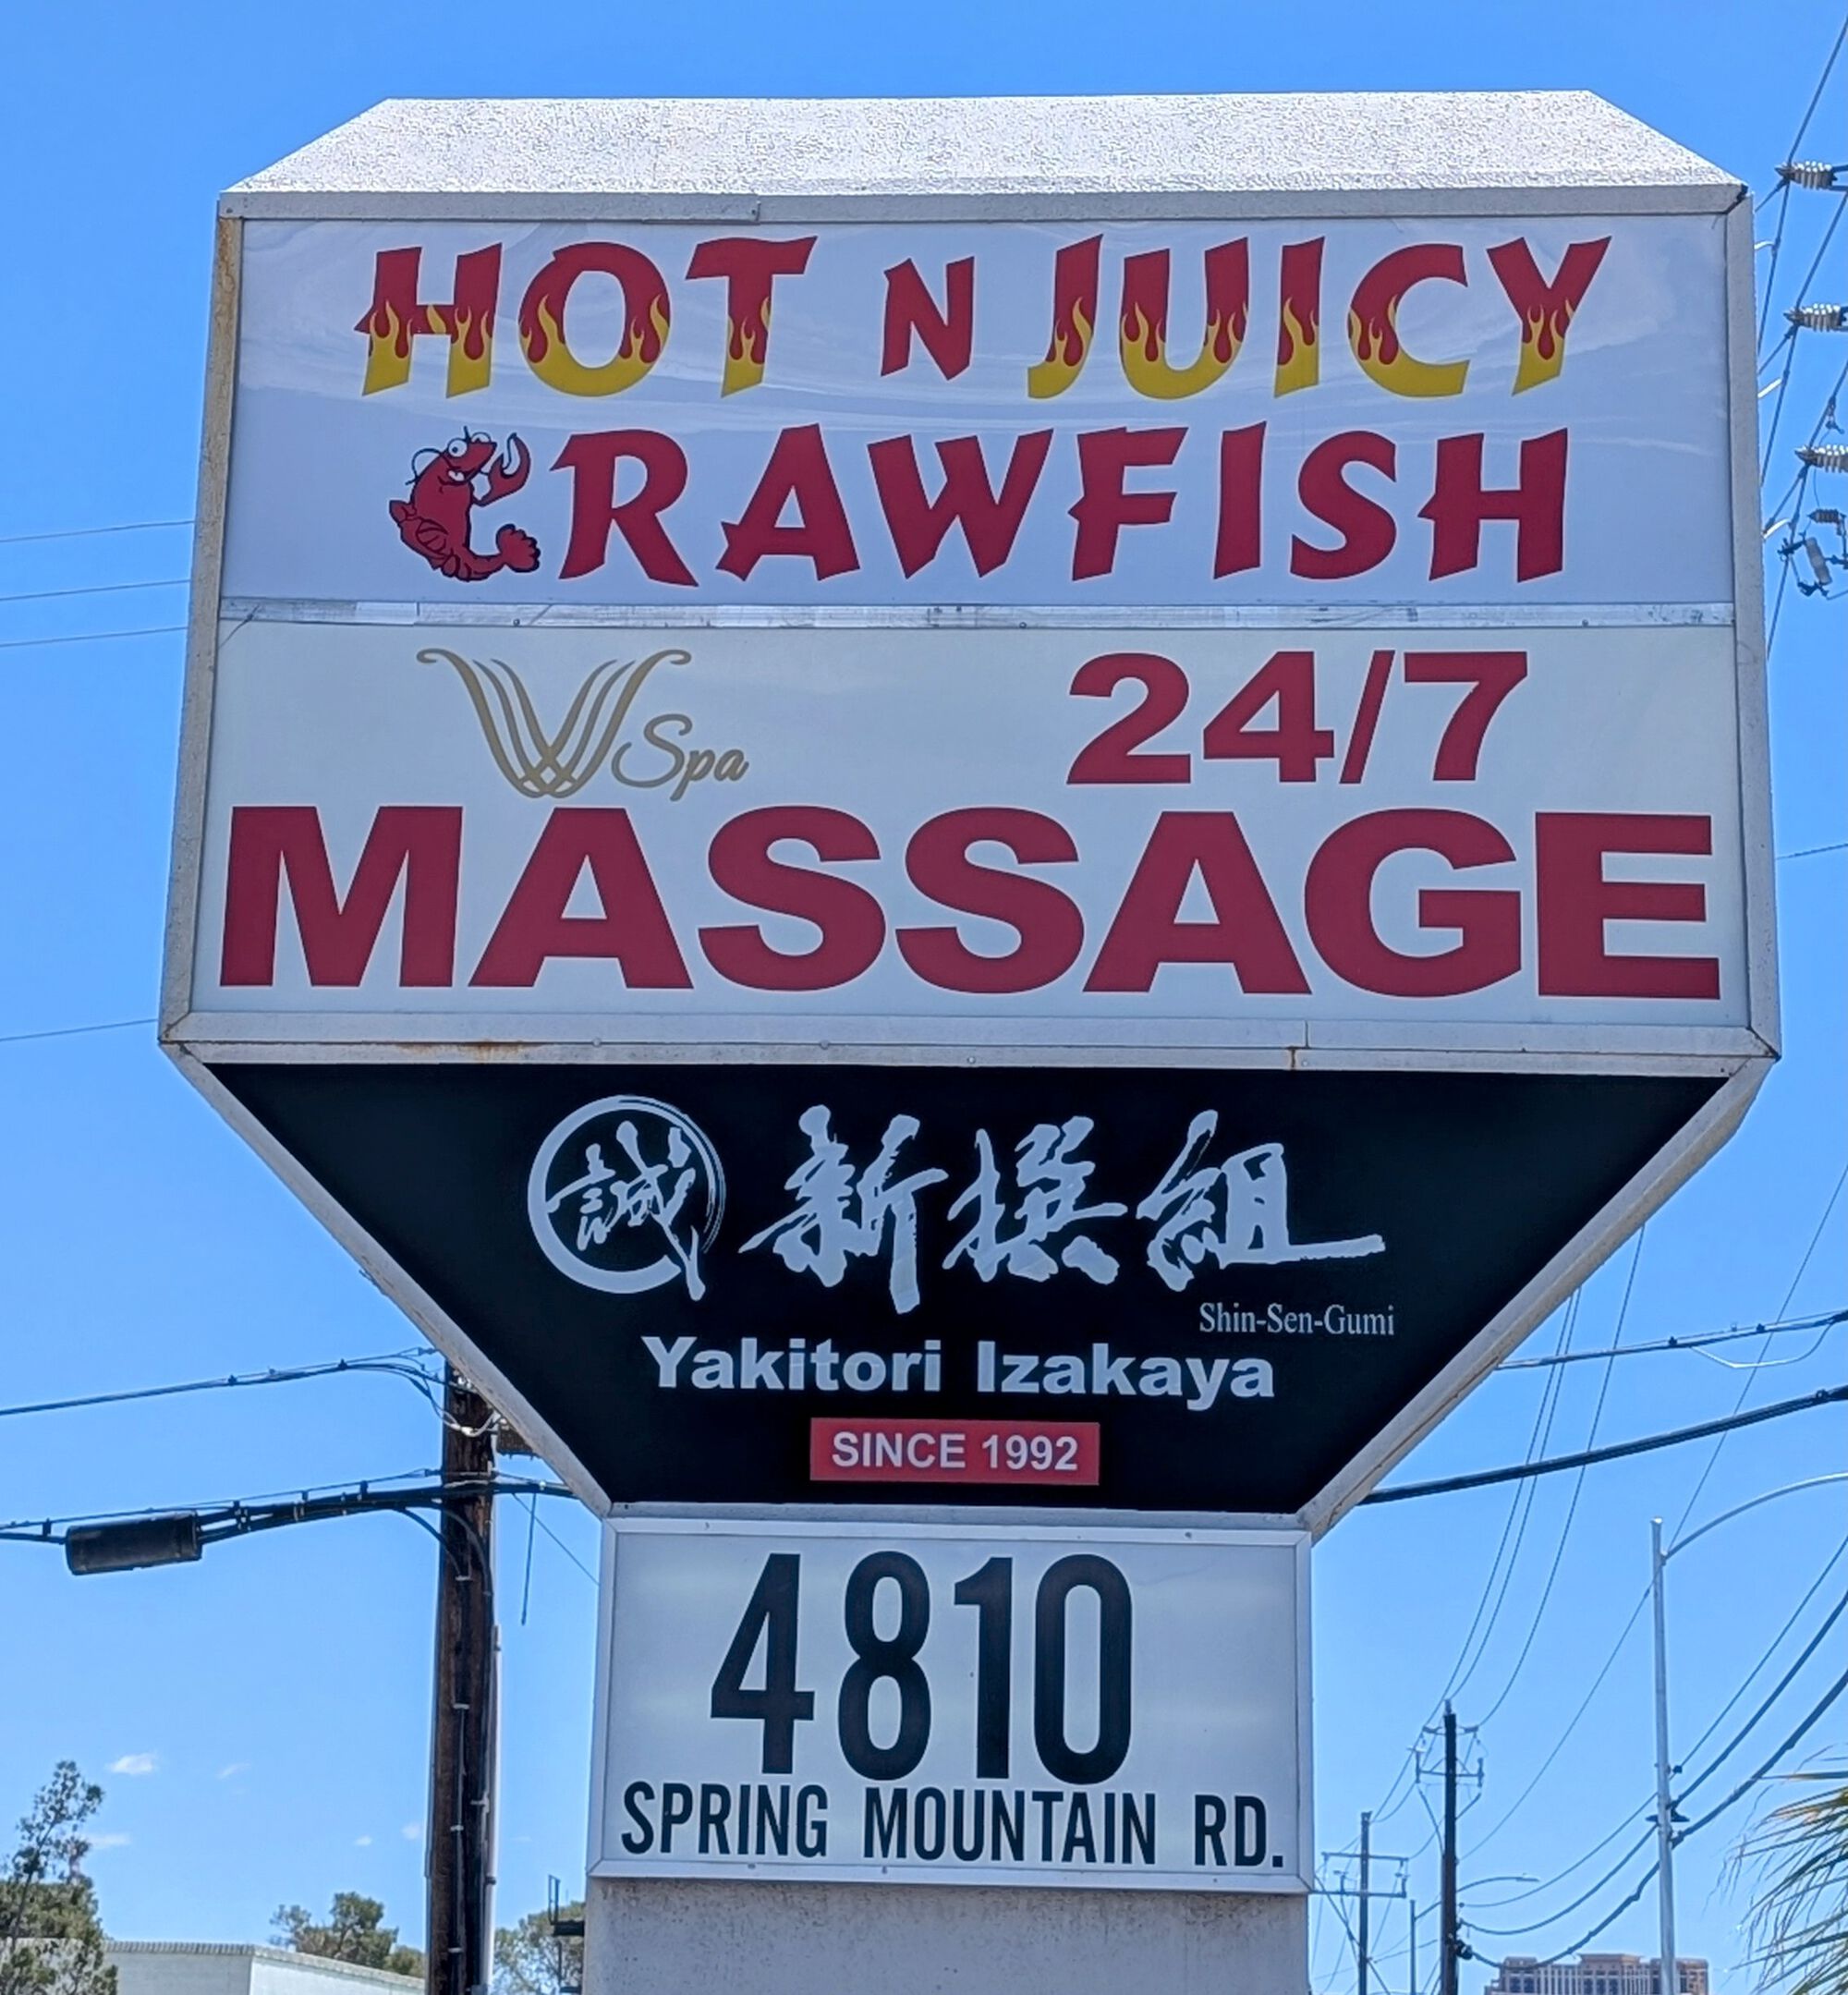 HOT N JUICY
CRAWFISH
W Spa
24/7
MASSAGE
誠 新撰組
Shin-Sen-Gumi
Yakitori Izakaya
SINCE 1992
4810
SPRING MOUNTAIN RD.